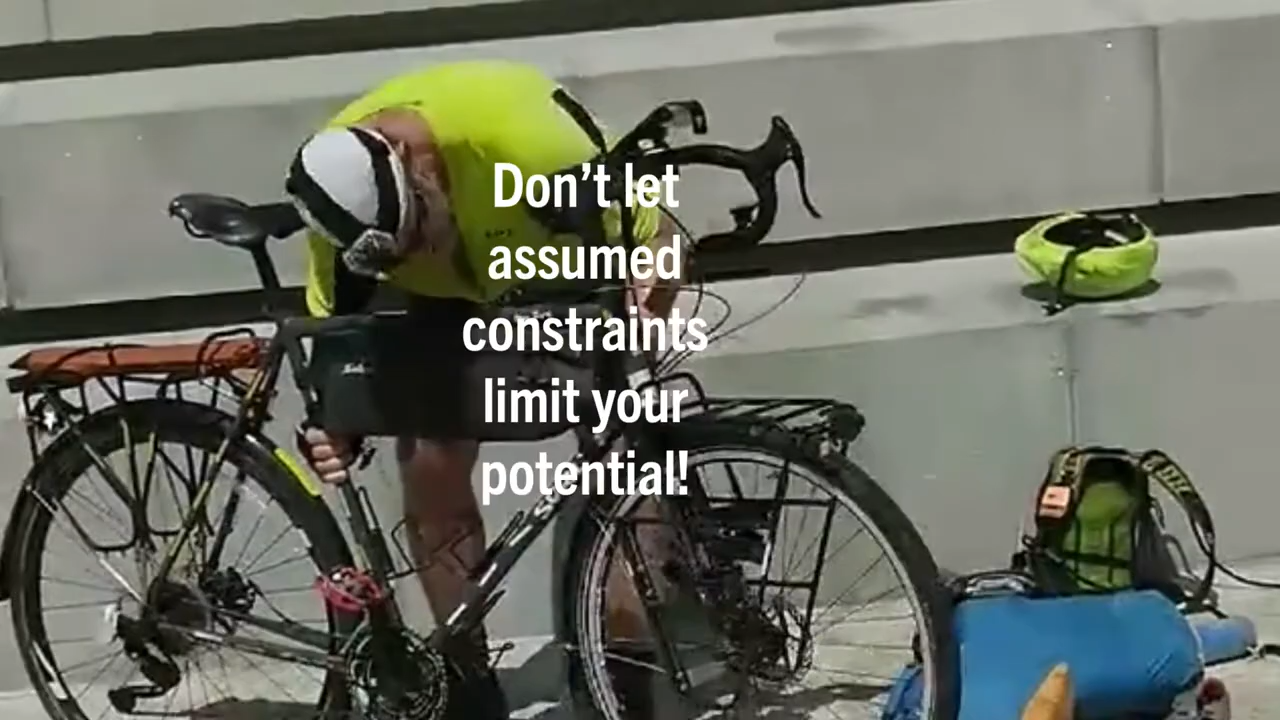 Don’t let
assumed
constraints
limit your
potential!